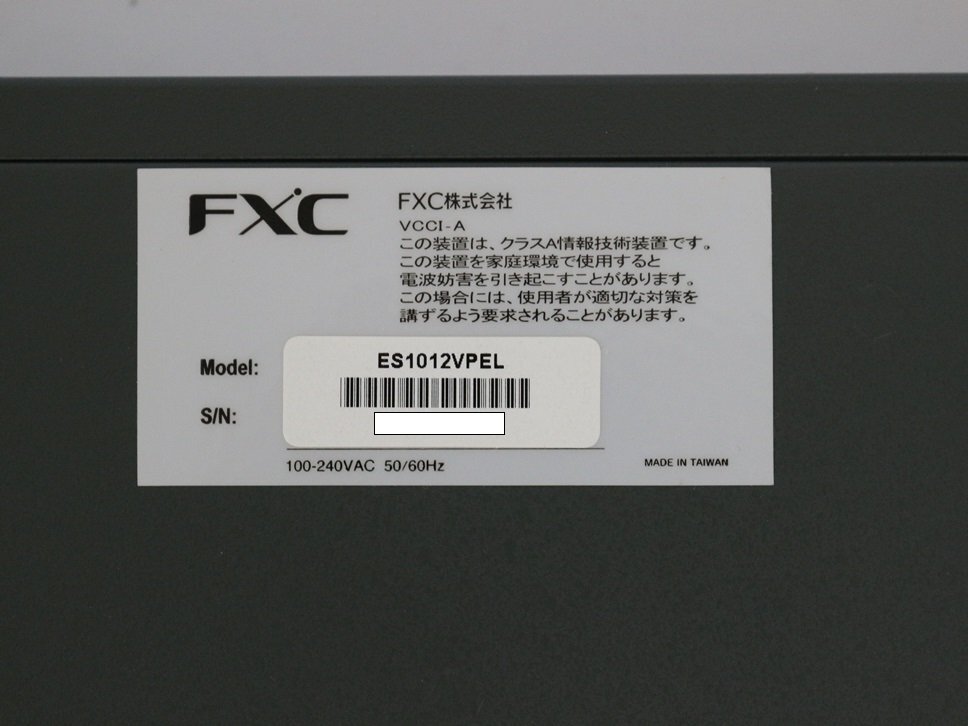 FXC
FXC株式会社
VCCI-A
この装置は、クラスA情報技術装置です。
この装置を家庭環境で使用すると
電波妨害を引き起こすことがあります。
この場合には、使用者が適切な対策を
講ずるよう要求されることがあります。
Model: ES1012VPEL
S/N:
100-240VAC 50/60Hz
MADE IN TAIWAN